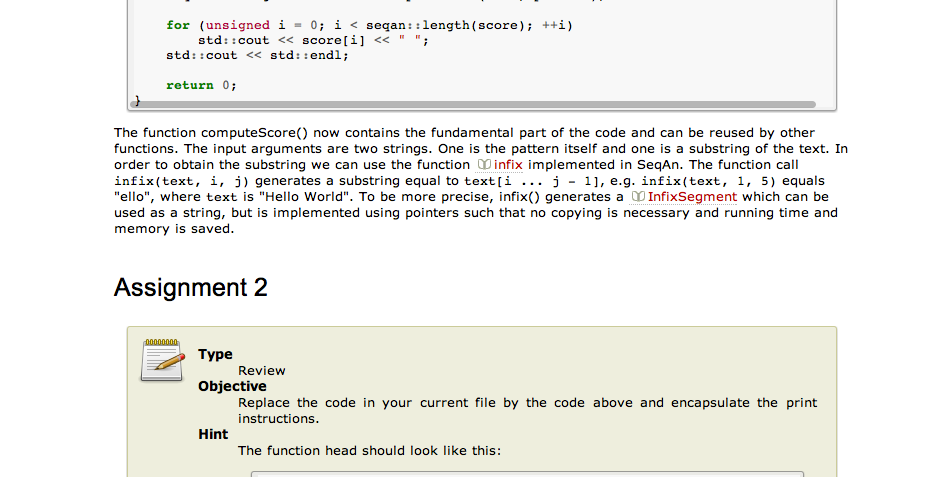 for (unsigned i = 0; i < seqan::length(score); ++i)
std::cout << score[i] << " ";
std::cout << std::endl;
return 0;
}
The function computeScore() now contains the fundamental part of the code and can be reused by other
functions. The input arguments are two strings. One is the pattern itself and one is a substring of the text. In
order to obtain the substring we can use the function infix implemented in SeqAn. The function call
infix(text, i, j) generates a substring equal to text[i ... j - 1], e.g. infix(text, 1, 5) equals
"ello", where text is "Hello World". To be more precise, infix() generates a InfixSegment which can be
used as a string, but is implemented using pointers such that no copying is necessary and running time and
memory is saved.
Assignment 2
Type
Review
Objective
Replace the code in your current file by the code above and encapsulate the print
instructions.
Hint
The function head should look like this: